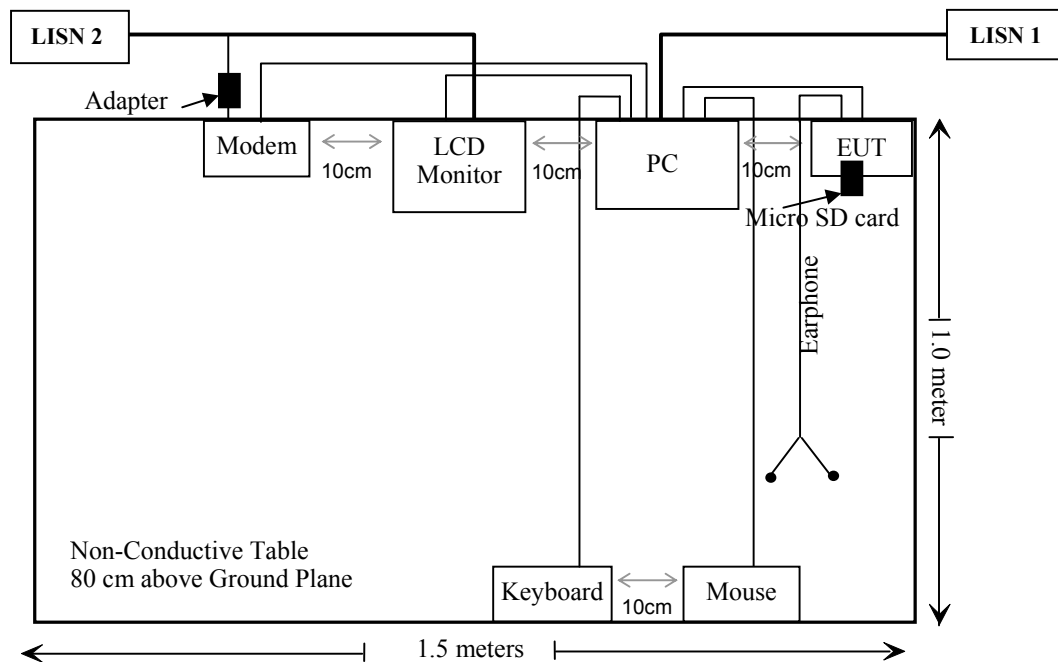 LISN 2
LISN 1
Adapter
Modem
10cm
LCD
Monitor
10cm
PC
10cm
EUT
Micro SD card
Earphone
1.0 meter
Non-Conductive Table
80 cm above Ground Plane
Keyboard
10cm
Mouse
1.5 meters